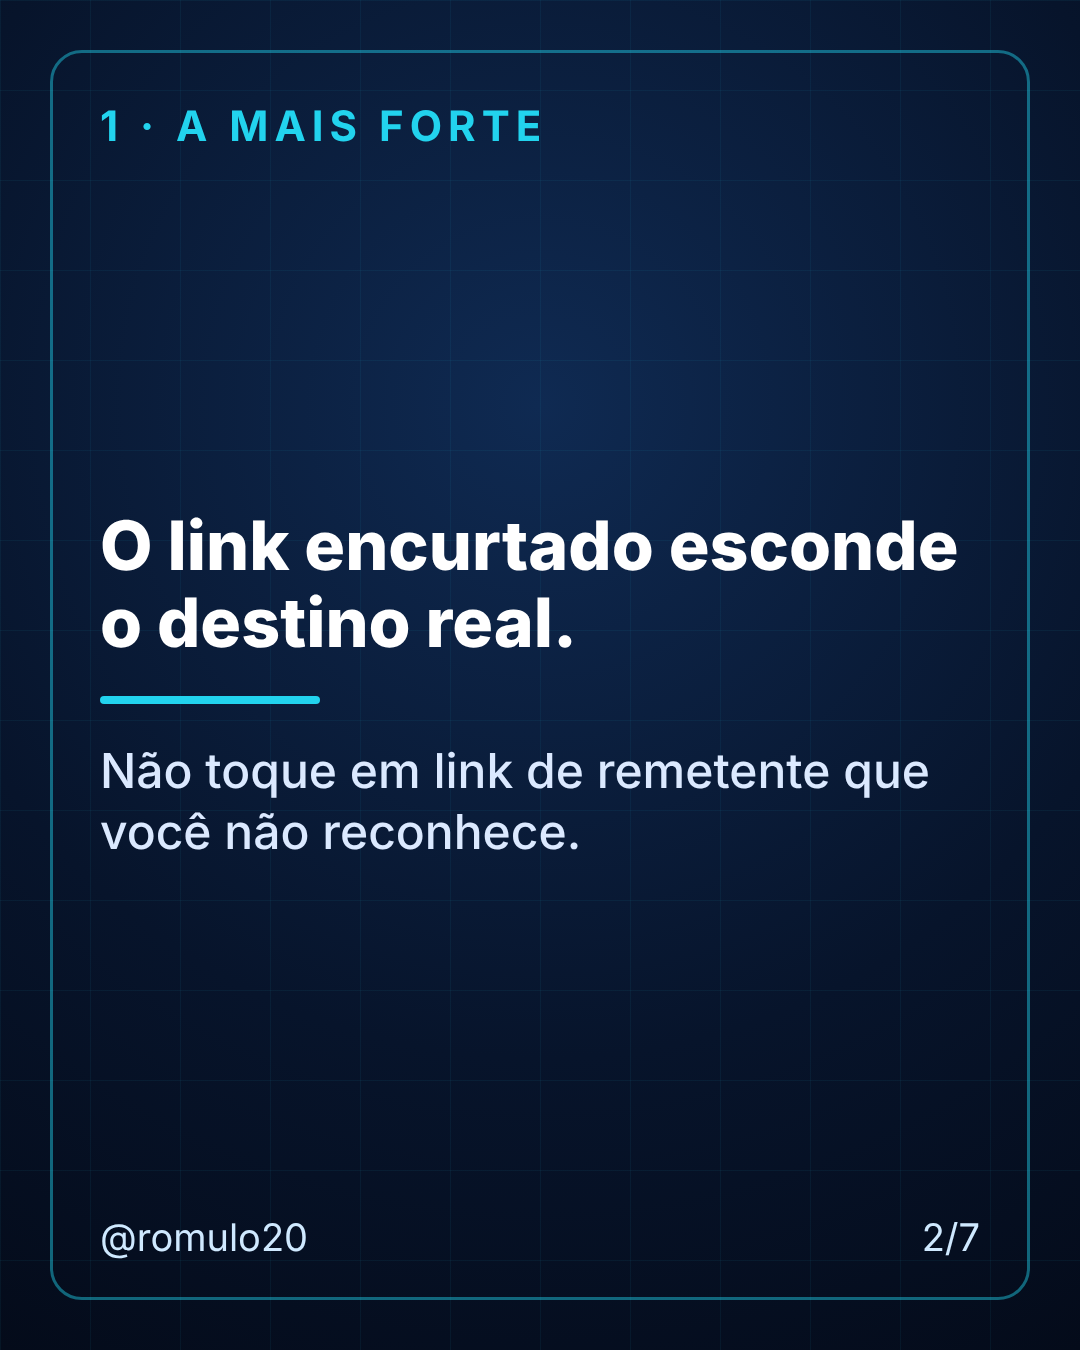 1 · A MAIS FORTE
O link encurtado esconde
o destino real.
Não toque em link de remetente que
você não reconhece.
@romulo20
2/7